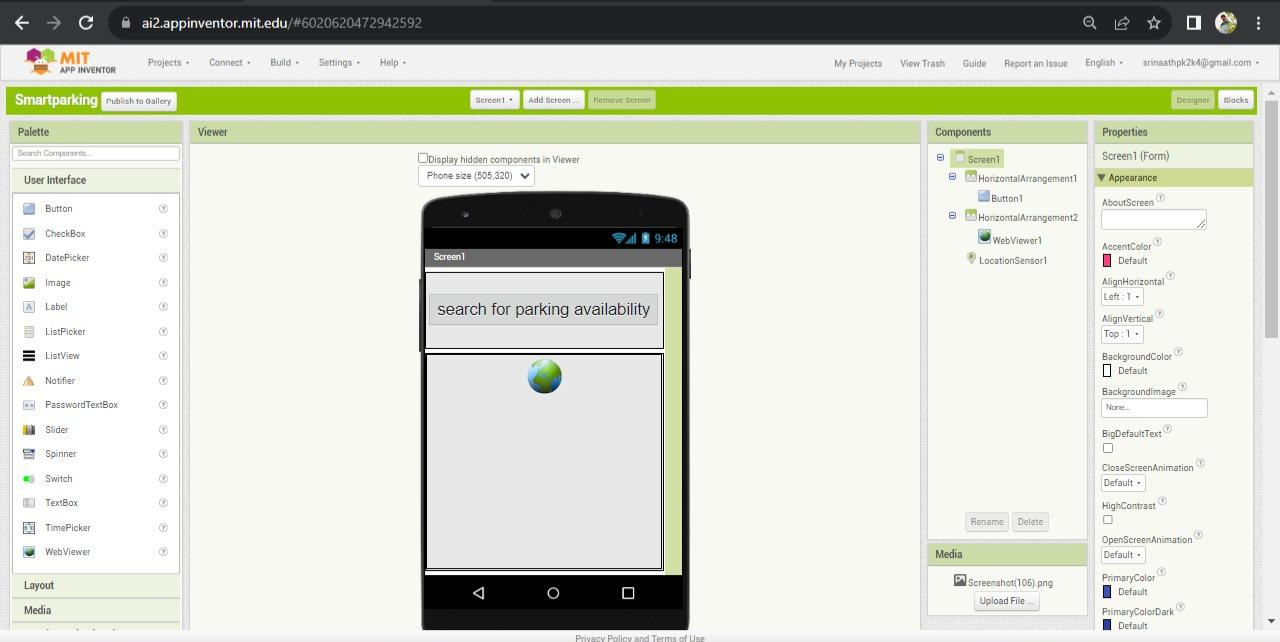 ai2.appinventor.mit.edu/#6020620472942592
MIT
APP INVENTOR
Projects
Connect
Build
Settings
Help
My Projects
View Trash
Guide
Report an Issue
English
srinaathpk2k4@gmail.com
Smartparking
Publish to Gallery
Screen1
Add Screen ...
Remove Screen
Designer
Blocks
Palette
Search Components...
User Interface
Button
CheckBox
DatePicker
Image
Label
ListPicker
ListView
Notifier
PasswordTextBox
Slider
Spinner
Switch
TextBox
TimePicker
WebViewer
Layout
Media
Viewer
Display hidden components in Viewer
Phone size (505,320)
9:48
Screen1
search for parking availability
Components
Screen1
HorizontalArrangement1
Button1
HorizontalArrangement2
WebViewer1
LocationSensor1
Rename
Delete
Media
Screenshot(106).png
Upload File ...
Properties
Screen1 (Form)
Appearance
AboutScreen
AccentColor
Default
AlignHorizontal
Left : 1
AlignVertical
Top : 1
BackgroundColor
Default
BackgroundImage
None...
BigDefaultText
CloseScreenAnimation
Default
HighContrast
OpenScreenAnimation
Default
PrimaryColor
Default
PrimaryColorDark
Default
Privacy Policy and Terms of Use